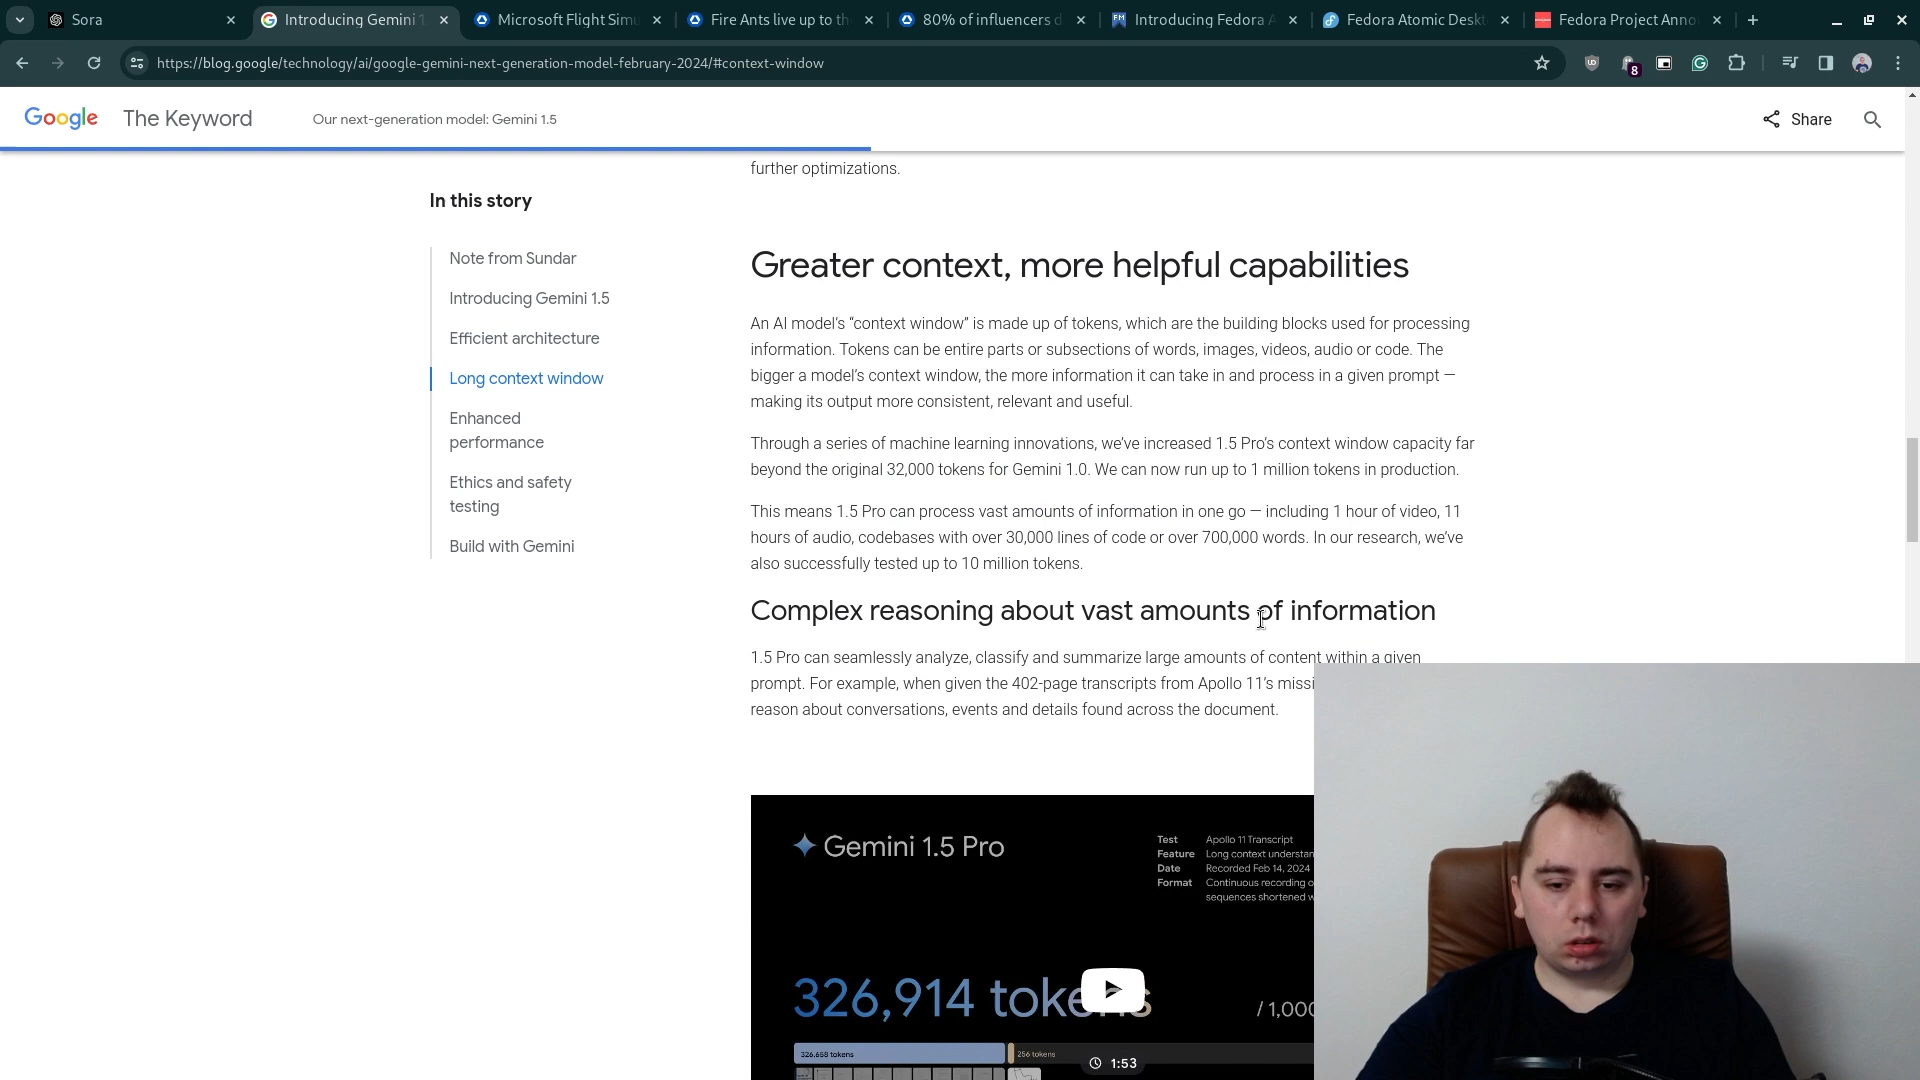 Sora
Introducing Gemini 1
Microsoft Flight Simu
Fire Ants live up to th
80% of influencers d
Introducing Fedora A
Fedora Atomic Deskt
Fedora Project Anno
https://blog.google/technology/ai/google-gemini-next-generation-model-february-2024/#context-window
8
Google The Keyword
Our next-generation model: Gemini 1.5
Share
further optimizations.
In this story
Note from Sundar
Introducing Gemini 1.5
Efficient architecture
Long context window
Enhanced
performance
Ethics and safety
testing
Build with Gemini
Greater context, more helpful capabilities
An AI model’s “context window” is made up of tokens, which are the building blocks used for processing
information. Tokens can be entire parts or subsections of words, images, videos, audio or code. The
bigger a model’s context window, the more information it can take in and process in a given prompt —
making its output more consistent, relevant and useful.
Through a series of machine learning innovations, we’ve increased 1.5 Pro’s context window capacity far
beyond the original 32,000 tokens for Gemini 1.0. We can now run up to 1 million tokens in production.
This means 1.5 Pro can process vast amounts of information in one go — including 1 hour of video, 11
hours of audio, codebases with over 30,000 lines of code or over 700,000 words. In our research, we’ve
also successfully tested up to 10 million tokens.
Complex reasoning about vast amounts of information
1.5 Pro can seamlessly analyze, classify and summarize large amounts of content within a given
prompt. For example, when given the 402-page transcripts from Apollo 11’s missi
reason about conversations, events and details found across the document.
Gemini 1.5 Pro
Test Apollo 11 Transcript
Feature Long context understan
Date Recorded Feb 14, 2024
Format Continuous recording o
sequences shortened w
326,914 tokens
/ 1,000
326,658 tokens
256 tokens
1:53